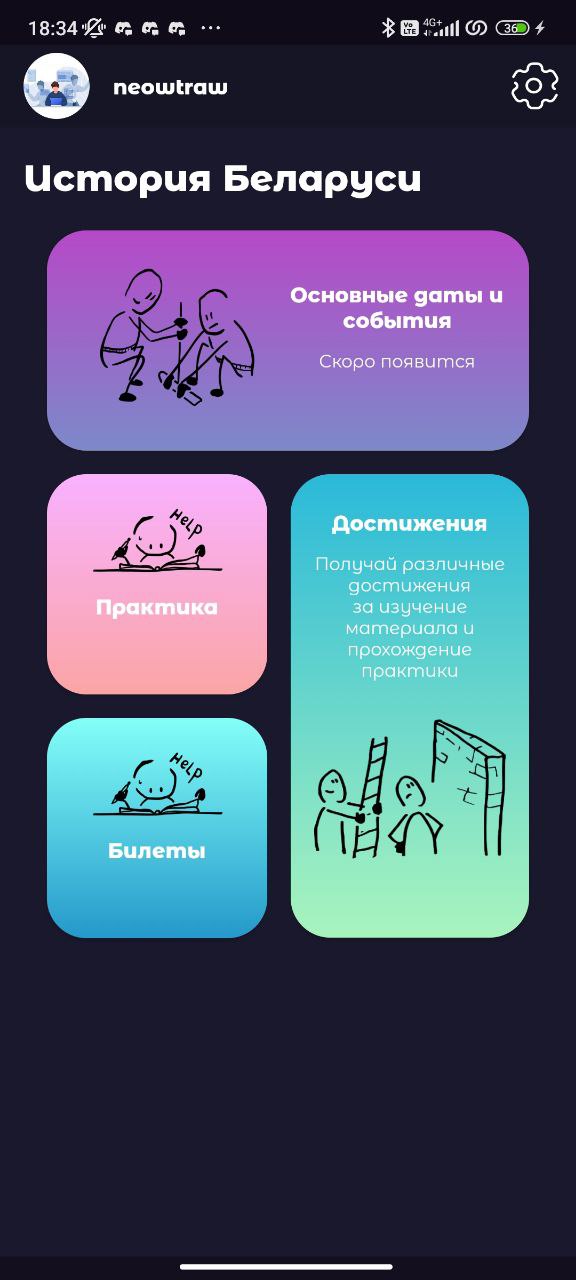 18:34
Vo LTE 4G+ 36
neowtraw
История Беларуси
Основные даты и
события
Скоро появится
HeLp
Практика
Достижения
Получай различные
достижения
за изучение
материала и
прохождение
практики
HeLp
Билеты